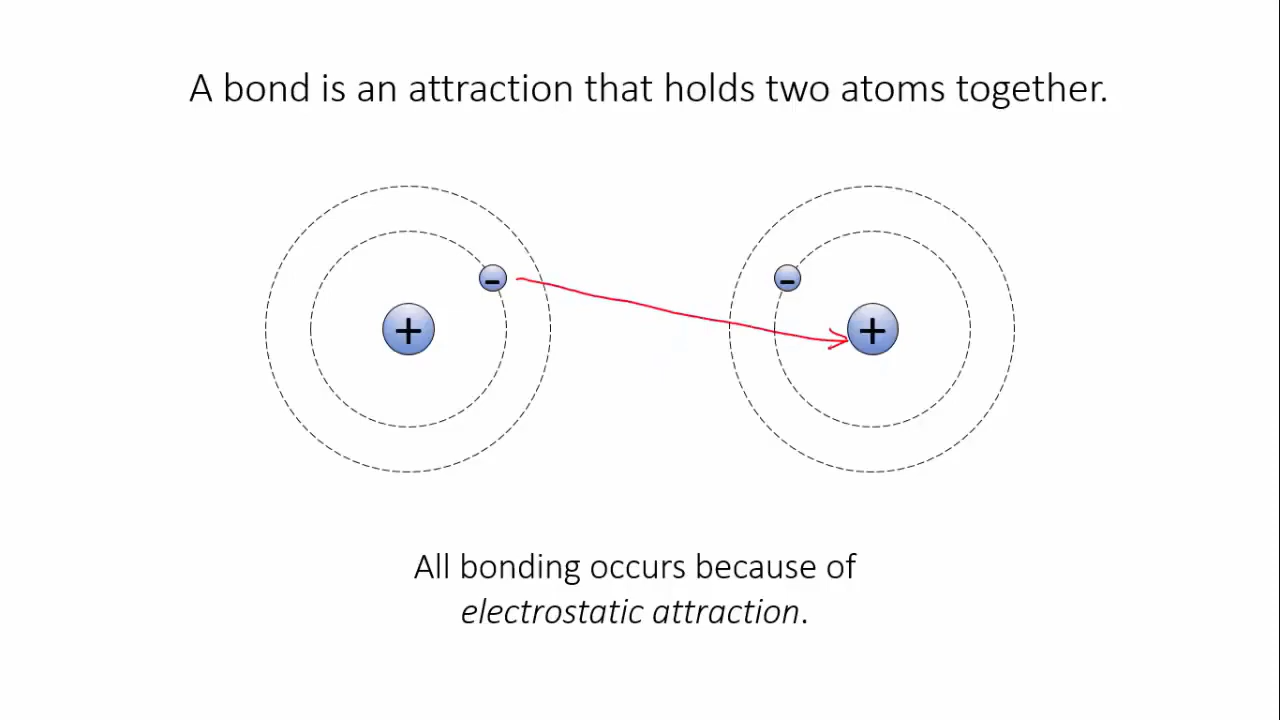 A bond is an attraction that holds two atoms together.
- -
+ +
All bonding occurs because of
electrostatic attraction.